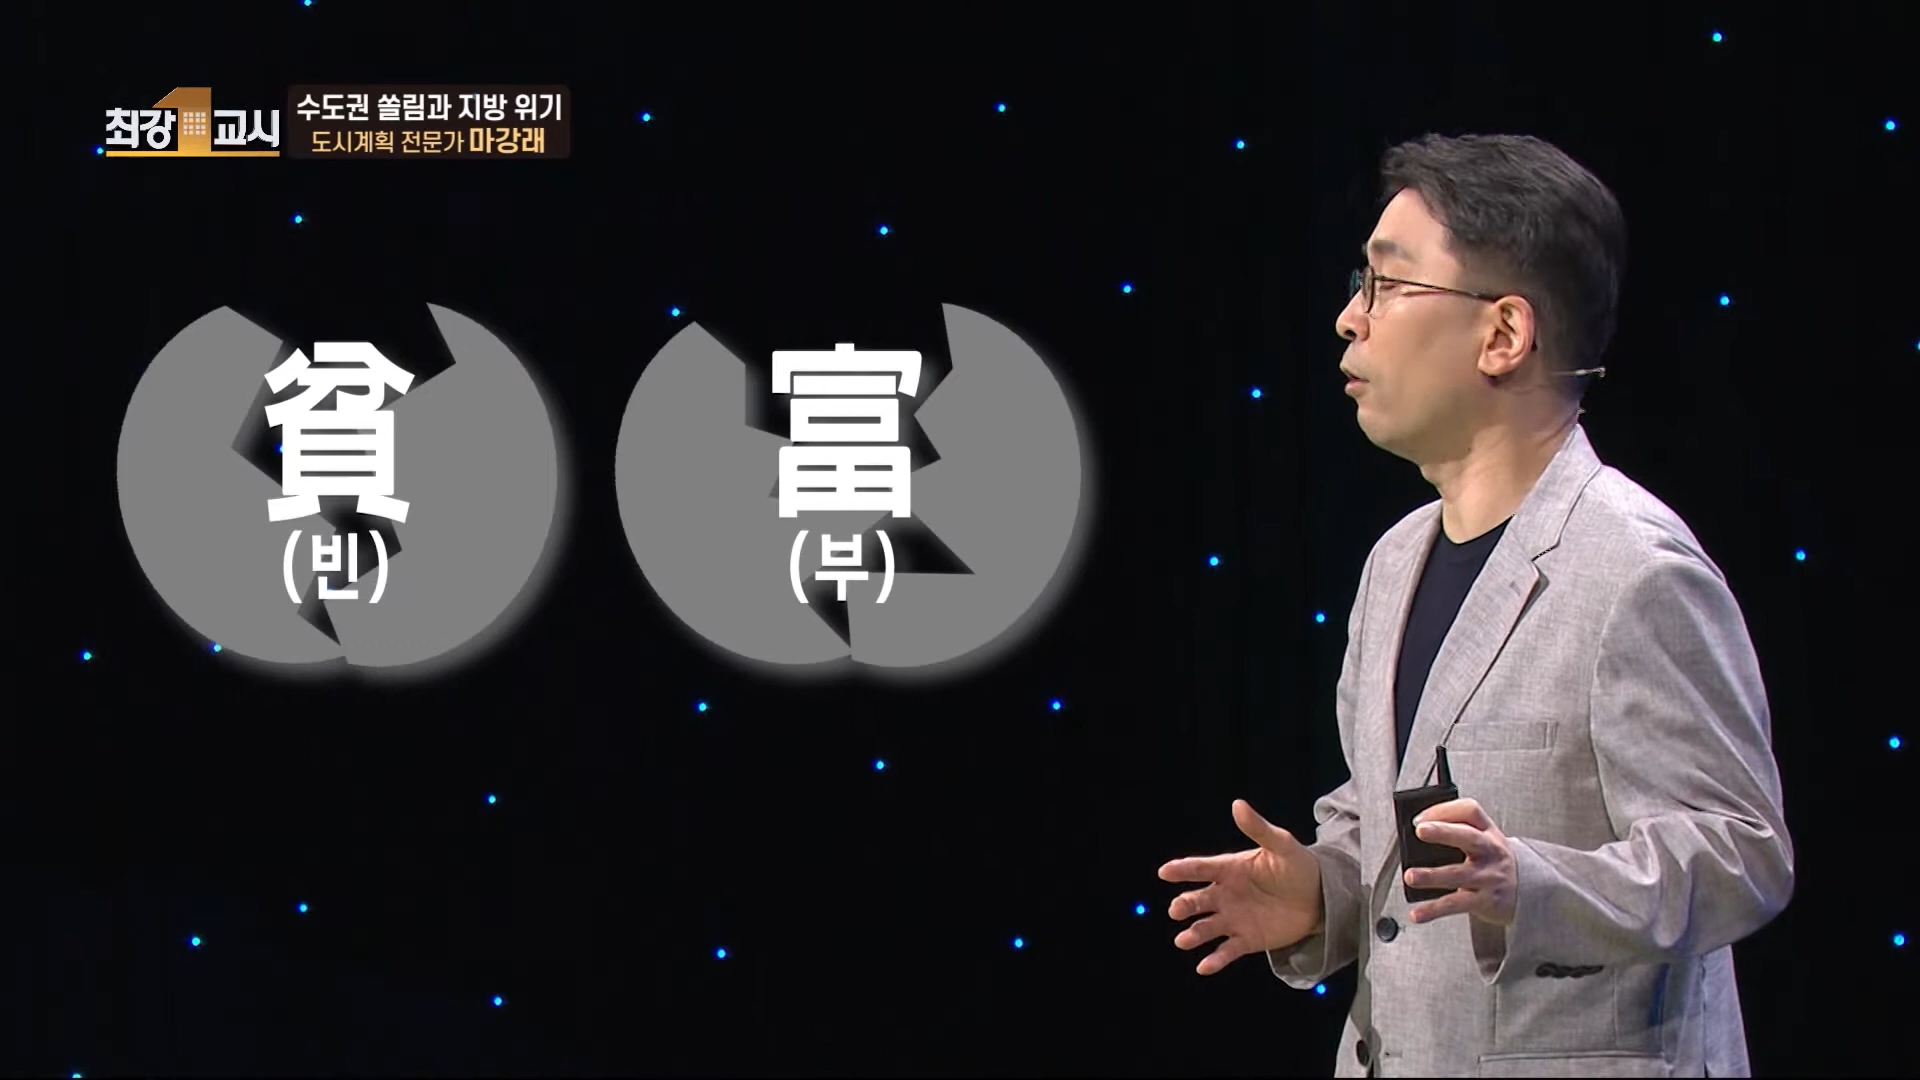 최강1교시
수도권 쏠림과 지방 위기
도시계획 전문가 마강래
貧 富
(빈) (부)